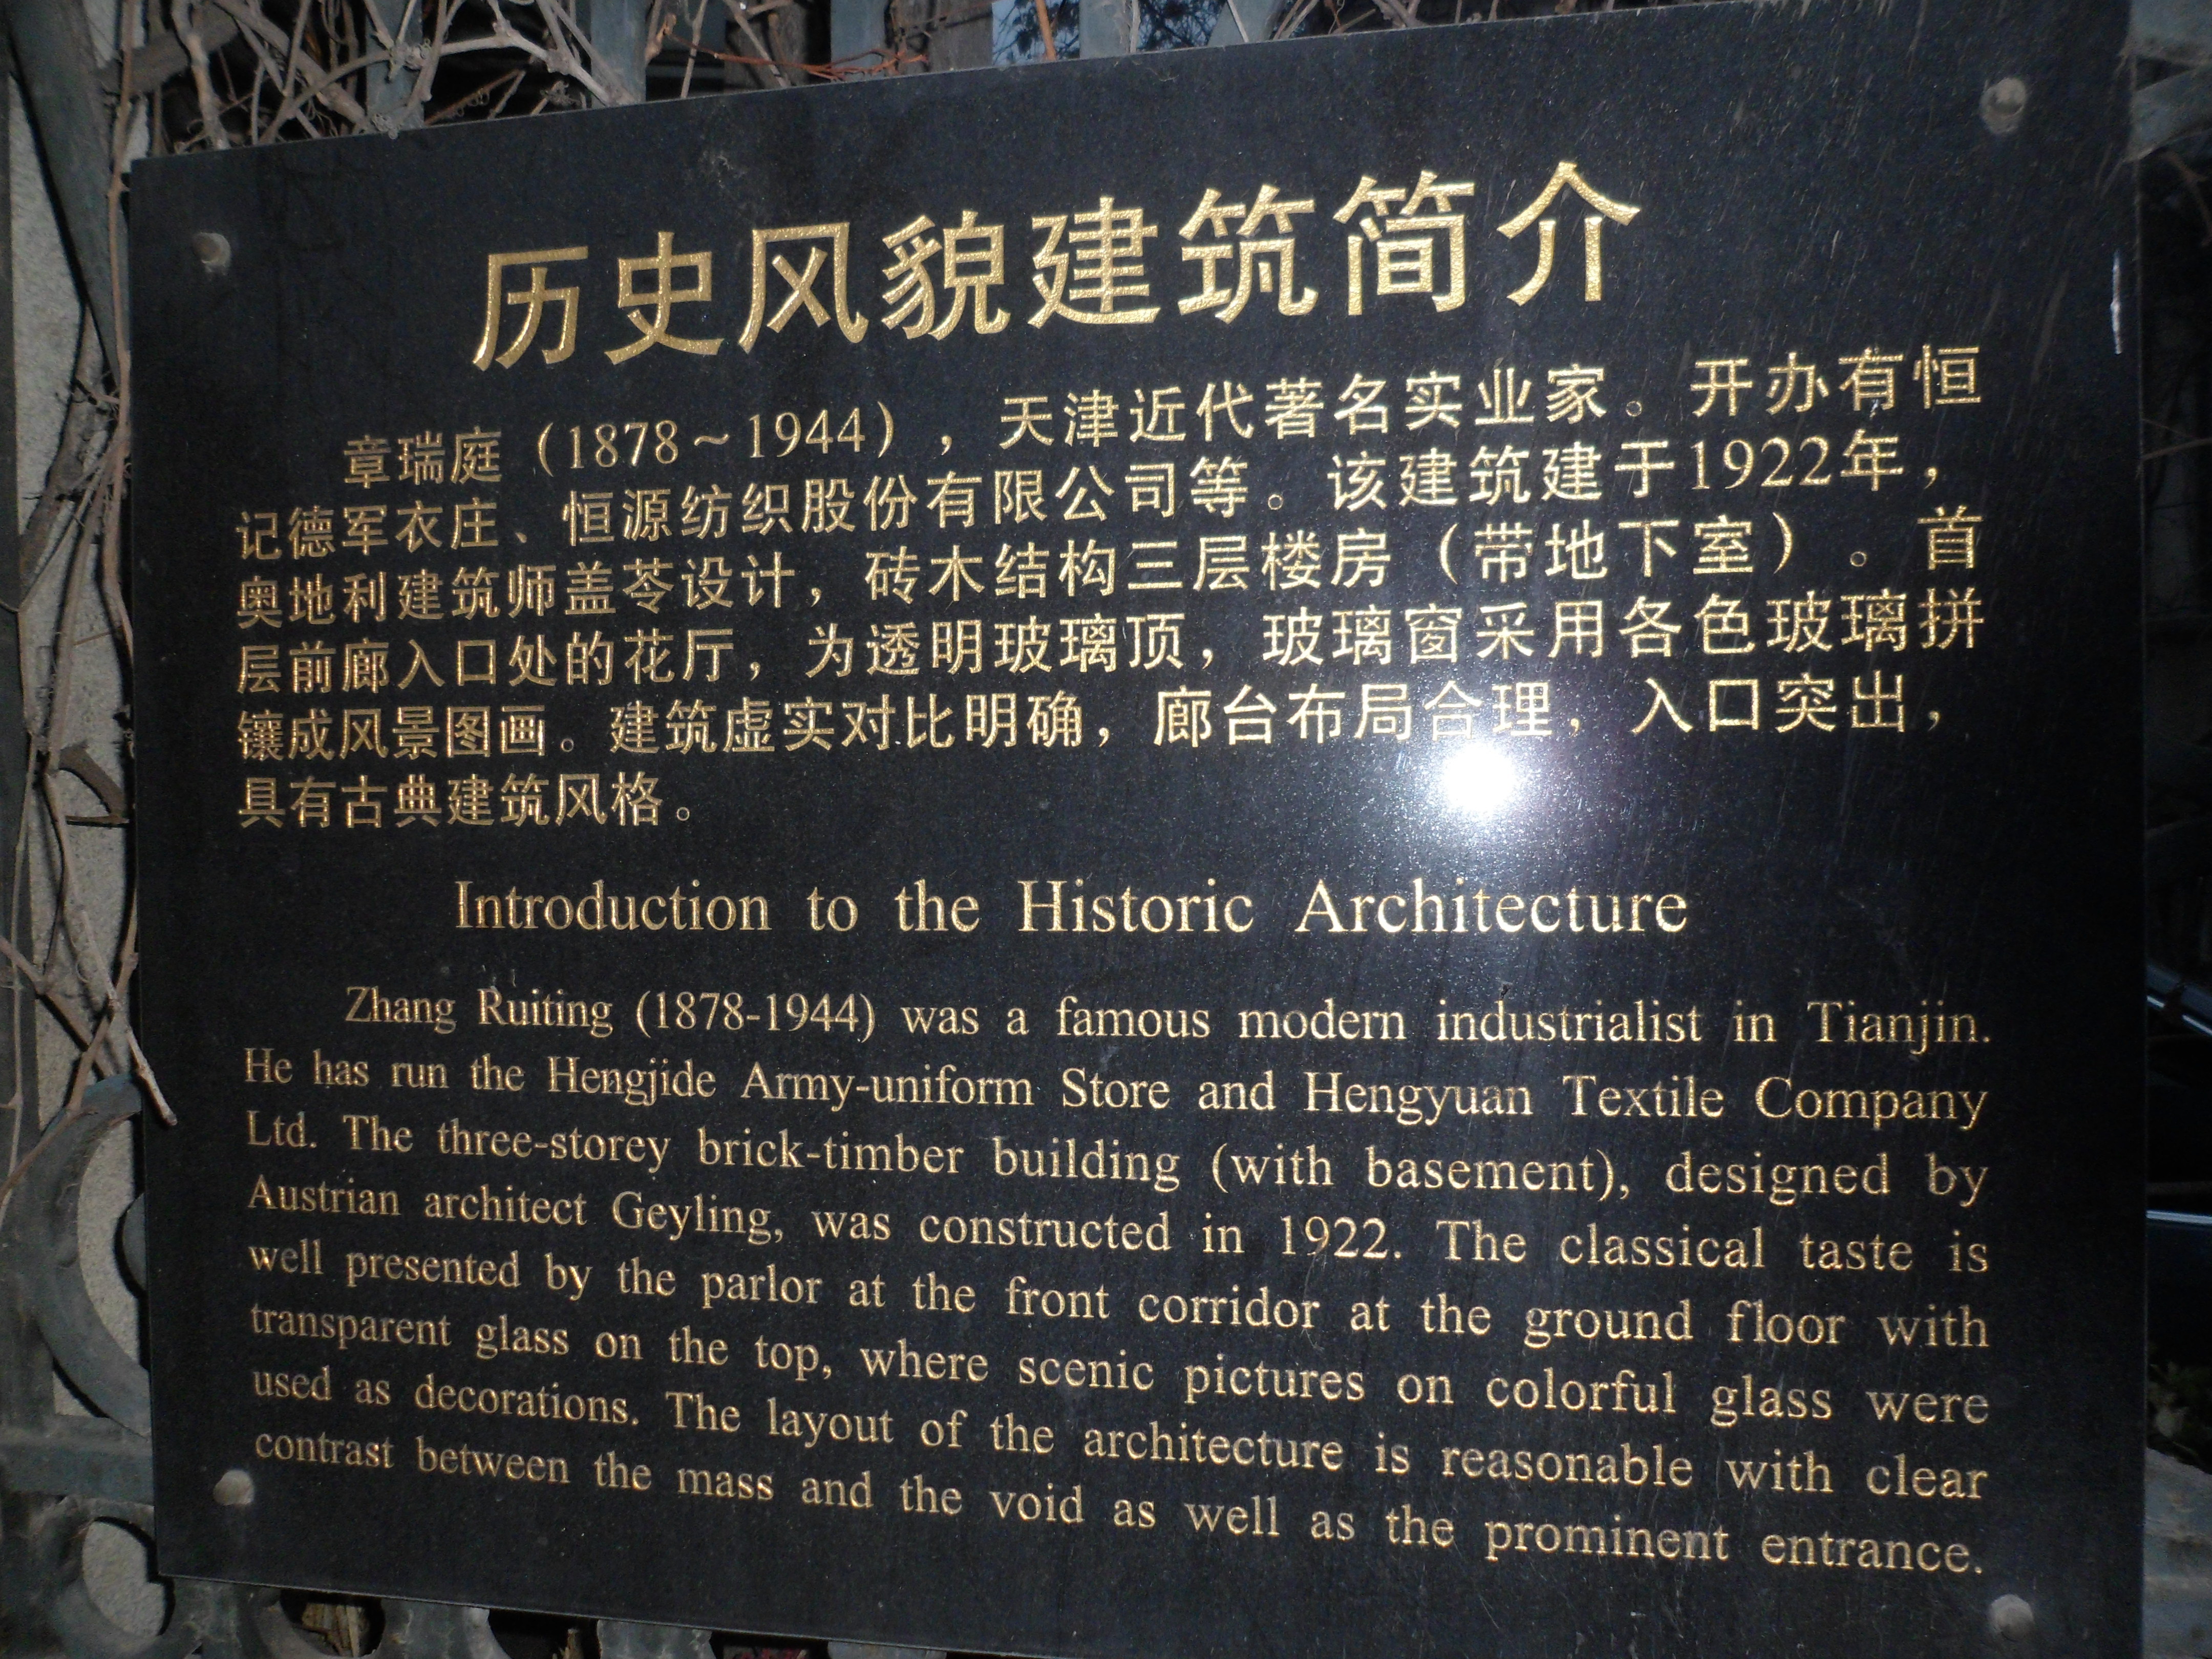 历史风貌建筑简介
章瑞庭（1878～1944），天津近代著名实业家。开办有恒
记德军衣庄、恒源纺织股份有限公司等。该建筑建于1922年，
奥地利建筑师盖苓设计，砖木结构三层楼房（带地下室）。首
层前廊入口处的花厅，为透明玻璃顶，玻璃窗采用各色玻璃拼
镶成风景图画。建筑虚实对比明确，廊台布局合理，入口突出，
具有古典建筑风格。
Introduction to the Historic Architecture
Zhang Ruiting (1878-1944) was a famous modern industrialist in Tianjin.
He has run the Hengjide Army-uniform Store and Hengyuan Textile Company
Ltd. The three-storey brick-timber building (with basement), designed by
Austrian architect Geyling, was constructed in 1922. The classical taste is
well presented by the parlor at the front corridor at the ground floor with
transparent glass on the top, where scenic pictures on colorful glass were
used as decorations. The layout of the architecture is reasonable with clear
contrast between the mass and the void as well as the prominent entrance.